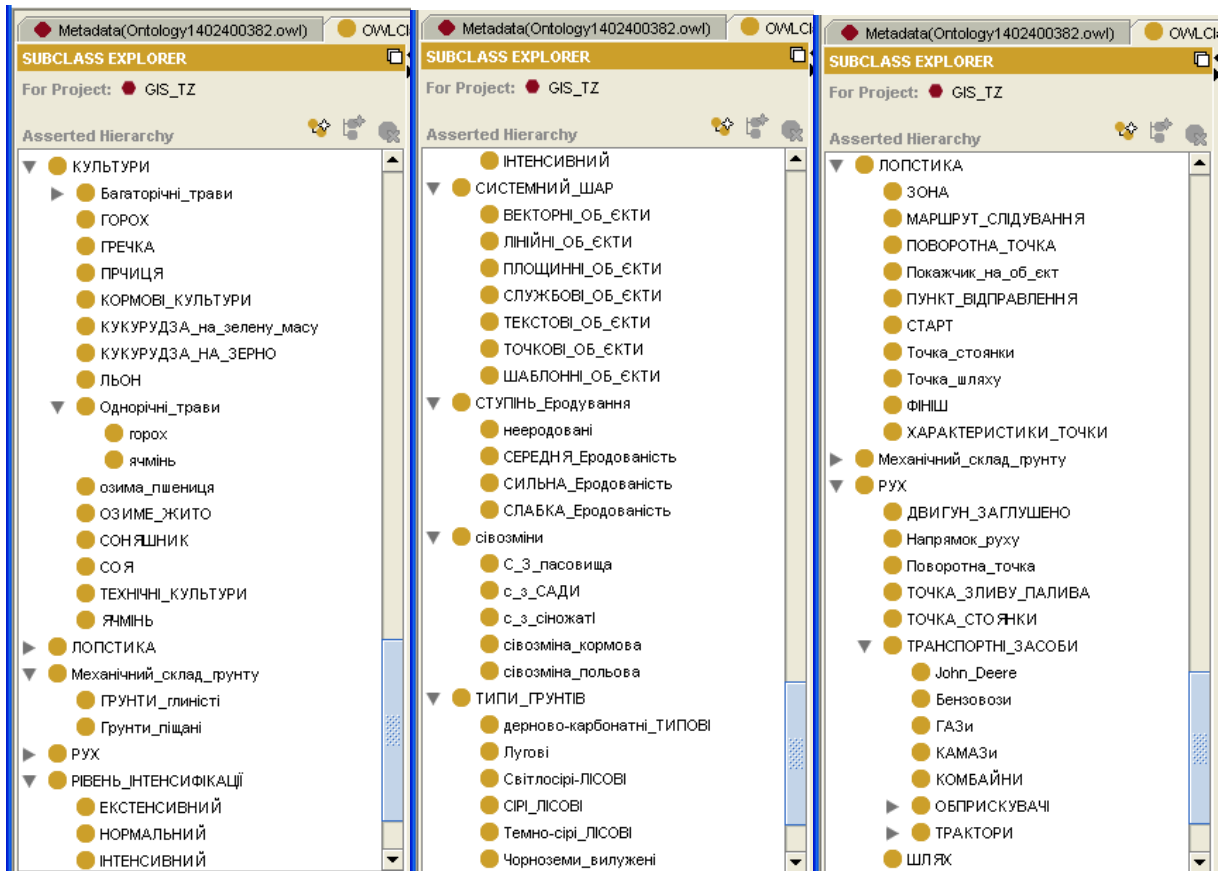 Metadata(Ontology1402400382.owl) OWLCl
SUBCLASS EXPLORER
For Project: GIS_TZ
Asserted Hierarchy
КУЛЬТУРИ
Багаторічні_трави
ГОРОХ
ГРЕЧКА
ГІРЧИЦЯ
КОРМОВІ_КУЛЬТУРИ
КУКУРУДЗА_на_зелену_масу
КУКУРУДЗА_НА_ЗЕРНО
ЛЬОН
Однорічні_трави
горох
ячмінь
озима_пшениця
ОЗИМЕ_ЖИТО
СОНЯШНИК
СОЯ
ТЕХНІЧНІ_КУЛЬТУРИ
ЯЧМІНЬ
ЛОГІСТИКА
Механічний_склад_ґрунту
ГРУНТИ_глиністі
Грунти_піщані
РУХ
РІВЕНЬ_ІНТЕНСИФІКАЦІЇ
ЕКСТЕНСИВНИЙ
НОРМАЛЬНИЙ
ІНТЕНСИВНИЙ
Metadata(Ontology1402400382.owl) OWLCl
SUBCLASS EXPLORER
For Project: GIS_TZ
Asserted Hierarchy
ІНТЕНСИВНИЙ
СИСТЕМНИЙ_ШАР
ВЕКТОРНІ_ОБ_ЄКТИ
ЛІНІЙНІ_ОБ_ЄКТИ
ПЛОЩИННІ_ОБ_ЄКТИ
СЛУЖБОВІ_ОБ_ЄКТИ
ТЕКСТОВІ_ОБ_ЄКТИ
ТОЧКОВІ_ОБ_ЄКТИ
ШАБЛОННІ_ОБ_ЄКТИ
СТУПІНЬ_Еродування
нееродовані
СЕРЕДНЯ_Еродованість
СИЛЬНА_Еродованість
СЛАБКА_Еродованість
сівозміни
С_З_пасовища
с_з_САДИ
с_з_сіножатІ
сівозміна_кормова
сівозміна_польова
ТИПИ_ҐРУНТІВ
дерново-карбонатні_ТИПОВІ
Лугові
Світлосірі-ЛІСОВІ
СІРІ_ЛІСОВІ
Темно-сірі_ЛІСОВІ
Чорноземи_вилужені
Metadata(Ontology1402400382.owl) OWLCl
SUBCLASS EXPLORER
For Project: GIS_TZ
Asserted Hierarchy
ЛОГІСТИКА
ЗОНА
МАРШРУТ_СЛІДУВАННЯ
ПОВОРОТНА_ТОЧКА
Покажчик_на_об_єкт
ПУНКТ_ВІДПРАВЛЕННЯ
СТАРТ
Точка_стоянки
Точка_шляху
ФІНІШ
ХАРАКТЕРИСТИКИ_ТОЧКИ
Механічний_склад_ґрунту
РУХ
ДВИГУН_ЗАГЛУШЕНО
Напрямок_руху
Поворотна_точка
ТОЧКА_ЗЛИВУ_ПАЛИВА
ТОЧКА_СТОЯНКИ
ТРАНСПОРТНІ_ЗАСОБИ
John_Deere
Бензовози
ГАЗи
КАМАЗи
КОМБАЙНИ
ОБПРИСКУВАЧІ
ТРАКТОРИ
ШЛЯХ